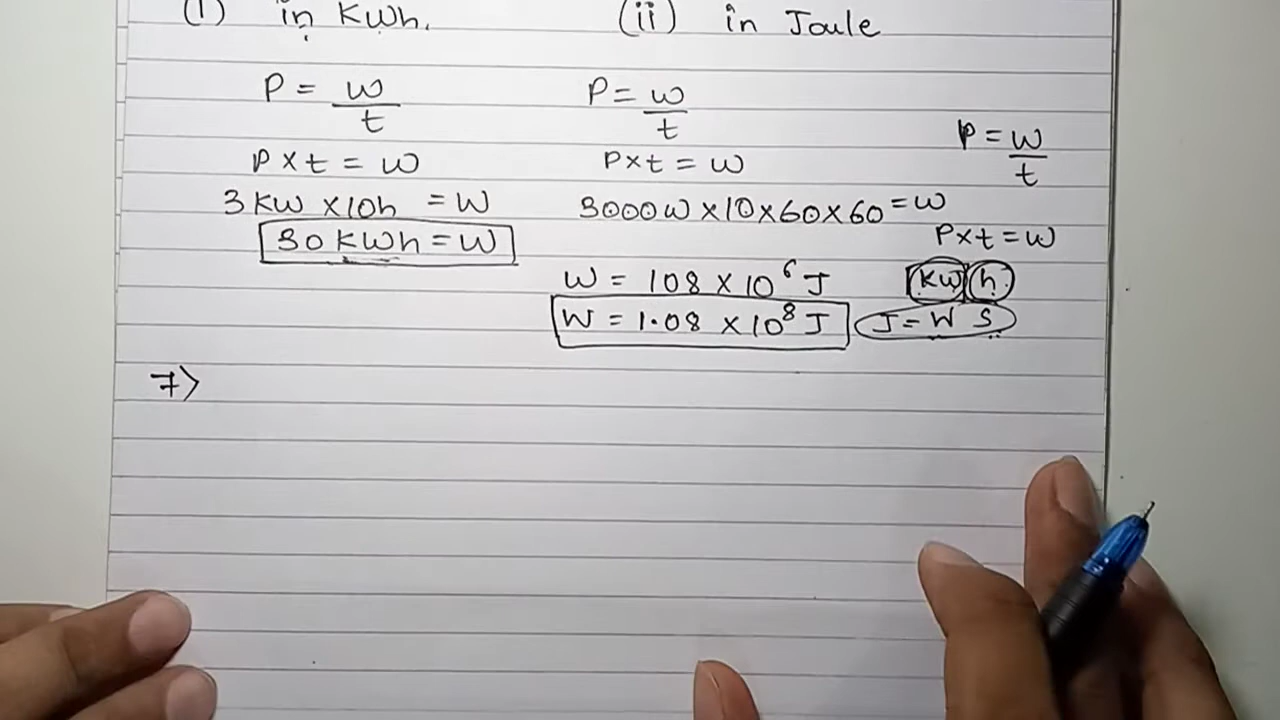 (i) in Kwh. (ii) in Joule
P = w/t P = w/t P = w/t
P x t = w P x t = w
3 KW x 10h = W 3000W x 10 x 60 x 60 = w
30 KWh = W P x t = w
W = 108 x 10⁶ J KW h
W = 1.08 x 10⁸ J J = W S
7>